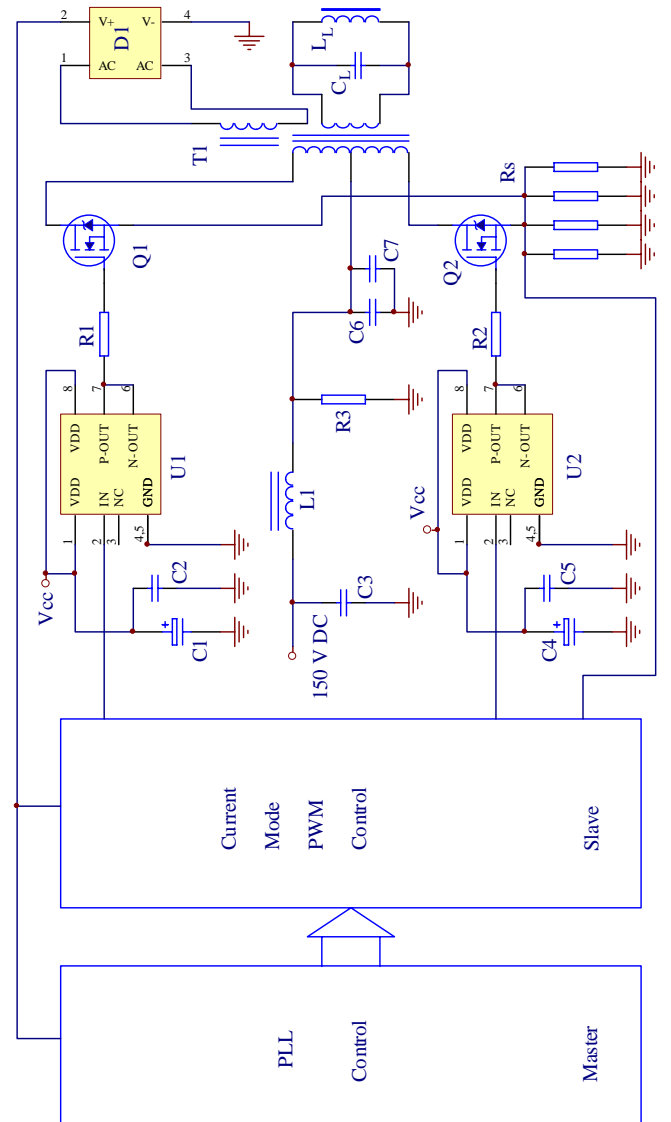 2
V+
V-
4
D1
1
AC
AC
3
L_L
C_L
T1
Rs
Q1
Q2
C7
C6
R1
R2
R3
8
VDD
7
P-OUT
6
N-OUT
U1
VDD
1
IN
2
NC
3
GND
4,5
Vcc
C2
C1
L1
C3
150 V DC
8
VDD
7
P-OUT
6
N-OUT
U2
VDD
1
IN
2
NC
3
GND
4,5
Vcc
C5
C4
+
+
Current
Mode
PWM
Control
Slave
PLL
Control
Master